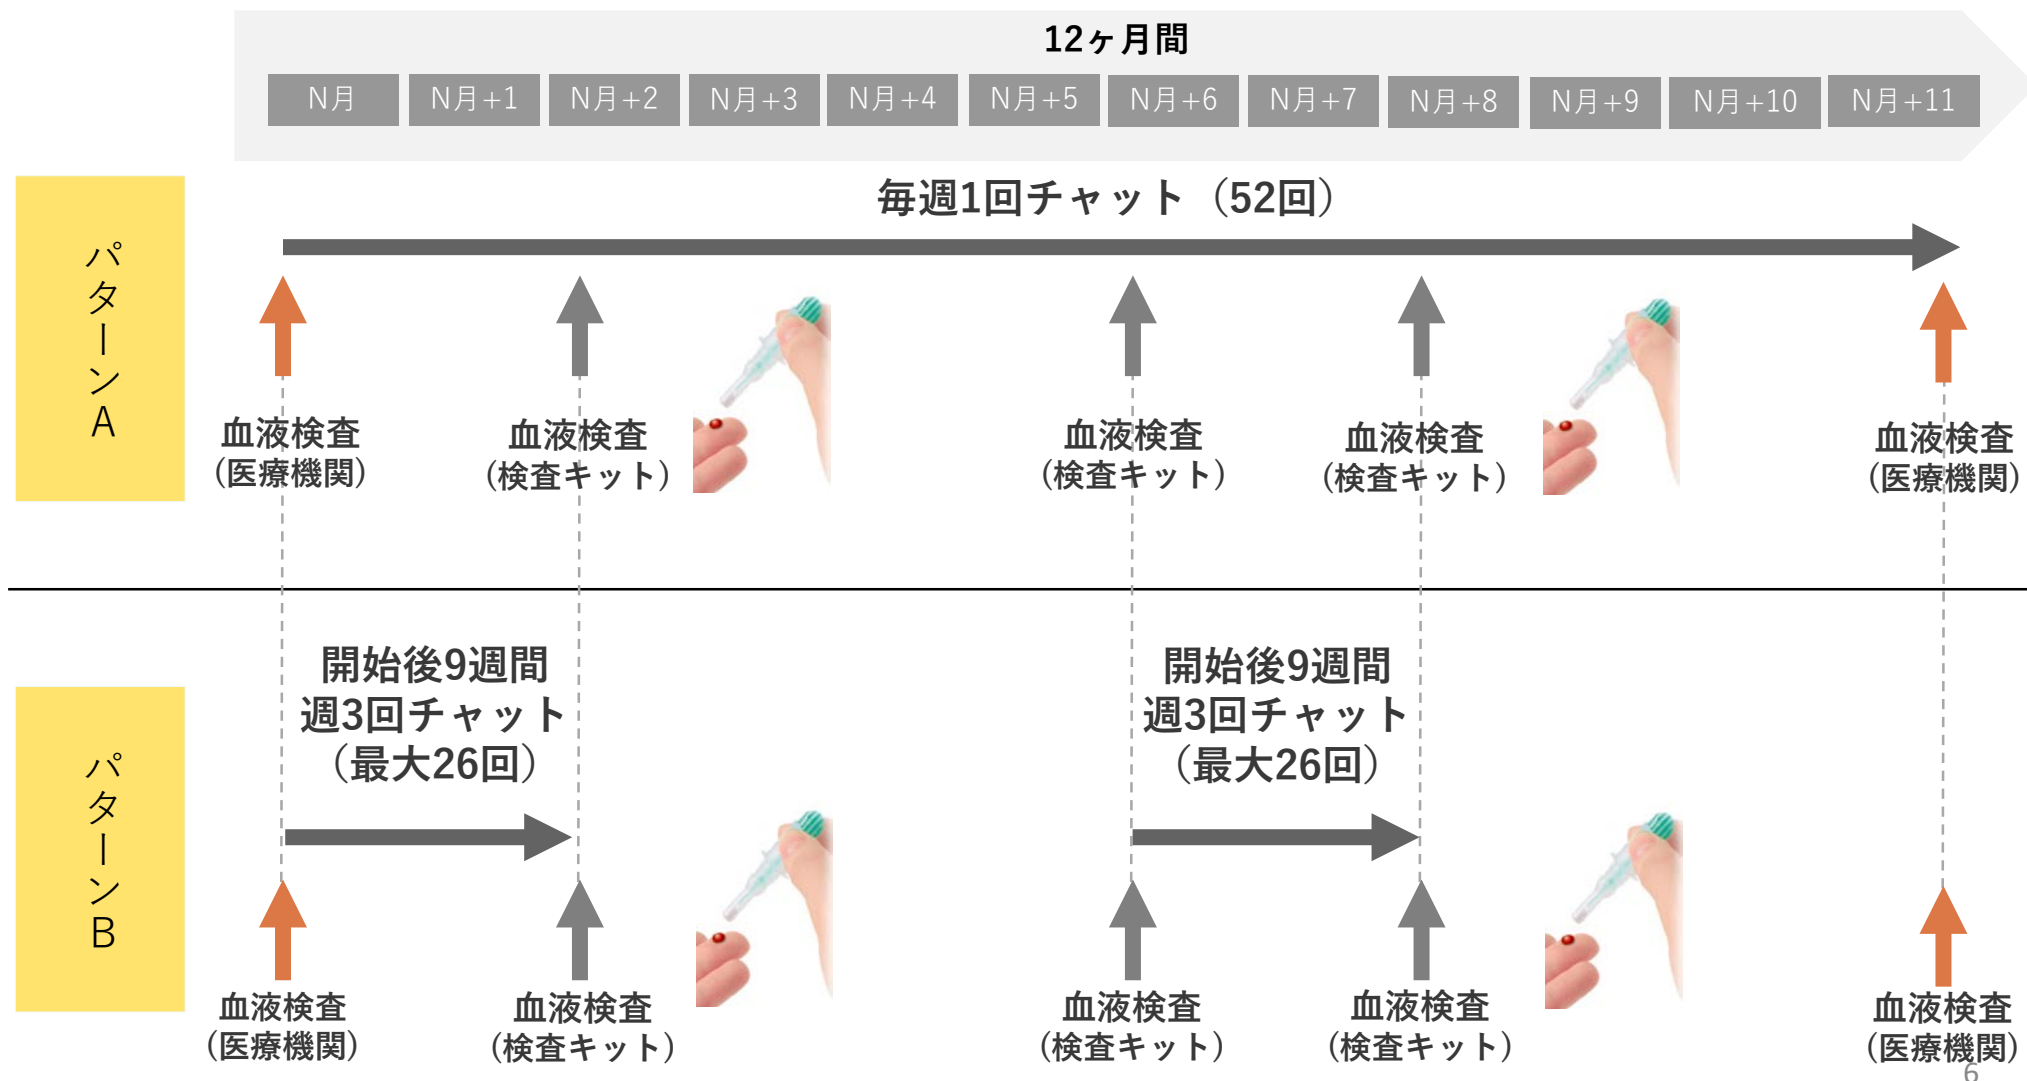 12ヶ月間
N月
N月+1
N月+2
N月+3
N月+4
N月+5
N月+6
N月+7
N月+8
N月+9
N月+10
N月+11
パターンA
毎週1回チャット（52回）
血液検査
(医療機関)
血液検査
(検査キット)
血液検査
(検査キット)
血液検査
(検査キット)
血液検査
(医療機関)
パターンB
開始後9週間
週3回チャット
（最大26回）
開始後9週間
週3回チャット
（最大26回）
血液検査
(医療機関)
血液検査
(検査キット)
血液検査
(検査キット)
血液検査
(検査キット)
血液検査
(医療機関)
6